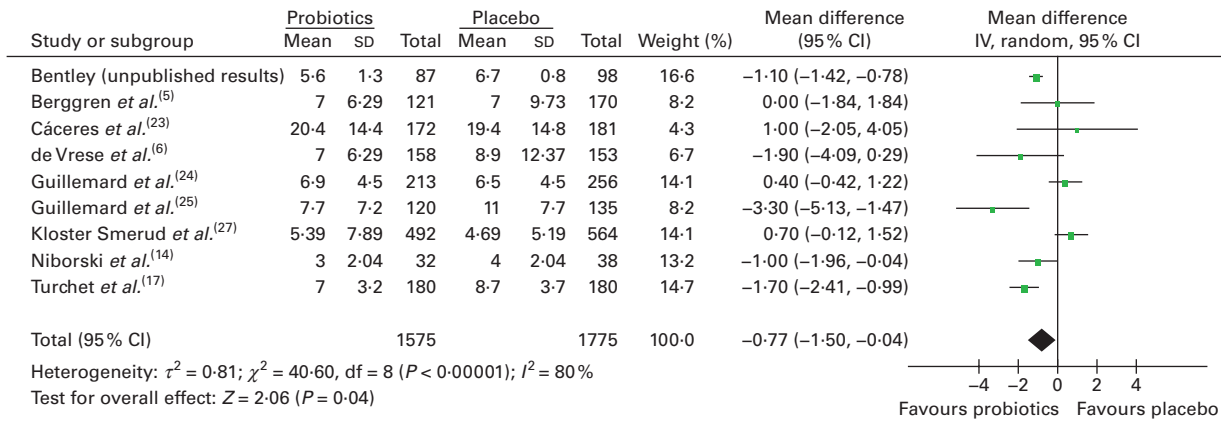 Probiotics Placebo Mean difference Mean difference
Study or subgroup Mean SD Total Mean SD Total Weight (%) (95 % CI) IV, random, 95 % CI
Bentley (unpublished results) 5·6 1·3 87 6·7 0·8 98 16·6 −1·10 (−1·42, −0·78)
Berggren et al.(5) 7 6·29 121 7 9·73 170 8·2 0·00 (−1·84, 1·84)
Cáceres et al.(23) 20·4 14·4 172 19·4 14·8 181 4·3 1·00 (−2·05, 4·05)
de Vrese et al.(6) 7 6·29 158 8·9 12·37 153 6·7 −1·90 (−4·09, 0·29)
Guillemard et al.(24) 6·9 4·5 213 6·5 4·5 256 14·1 0·40 (−0·42, 1·22)
Guillemard et al.(25) 7·7 7·2 120 11 7·7 135 8·2 −3·30 (−5·13, −1·47)
Kloster Smerud et al.(27) 5·39 7·89 492 4·69 5·19 564 14·1 0·70 (−0·12, 1·52)
Niborski et al.(14) 3 2·04 32 4 2·04 38 13·2 −1·00 (−1·96, −0·04)
Turchet et al.(17) 7 3·2 180 8·7 3·7 180 14·7 −1·70 (−2·41, −0·99)
Total (95 % CI) 1575 1775 100·0 −0·77 (−1·50, −0·04)
Heterogeneity: τ² = 0·81; χ² = 40·60, df = 8 (P < 0·00001); I² = 80 %
Test for overall effect: Z = 2·06 (P = 0·04)
−4 −2 0 2 4
Favours probiotics Favours placebo